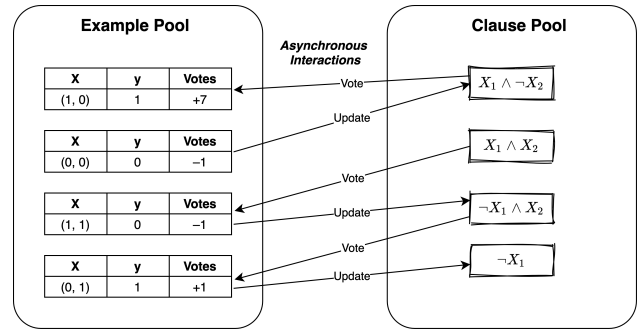 Example Pool
Clause Pool
Asynchronous
Interactions
X y Votes
(1, 0) 1 +7
X y Votes
(0, 0) 0 –1
X y Votes
(1, 1) 0 –1
X y Votes
(0, 1) 1 +1
Vote
Update
Vote
Update
Vote
Update
X₁ ∧ ¬X₂
X₁ ∧ X₂
¬X₁ ∧ X₂
¬X₁